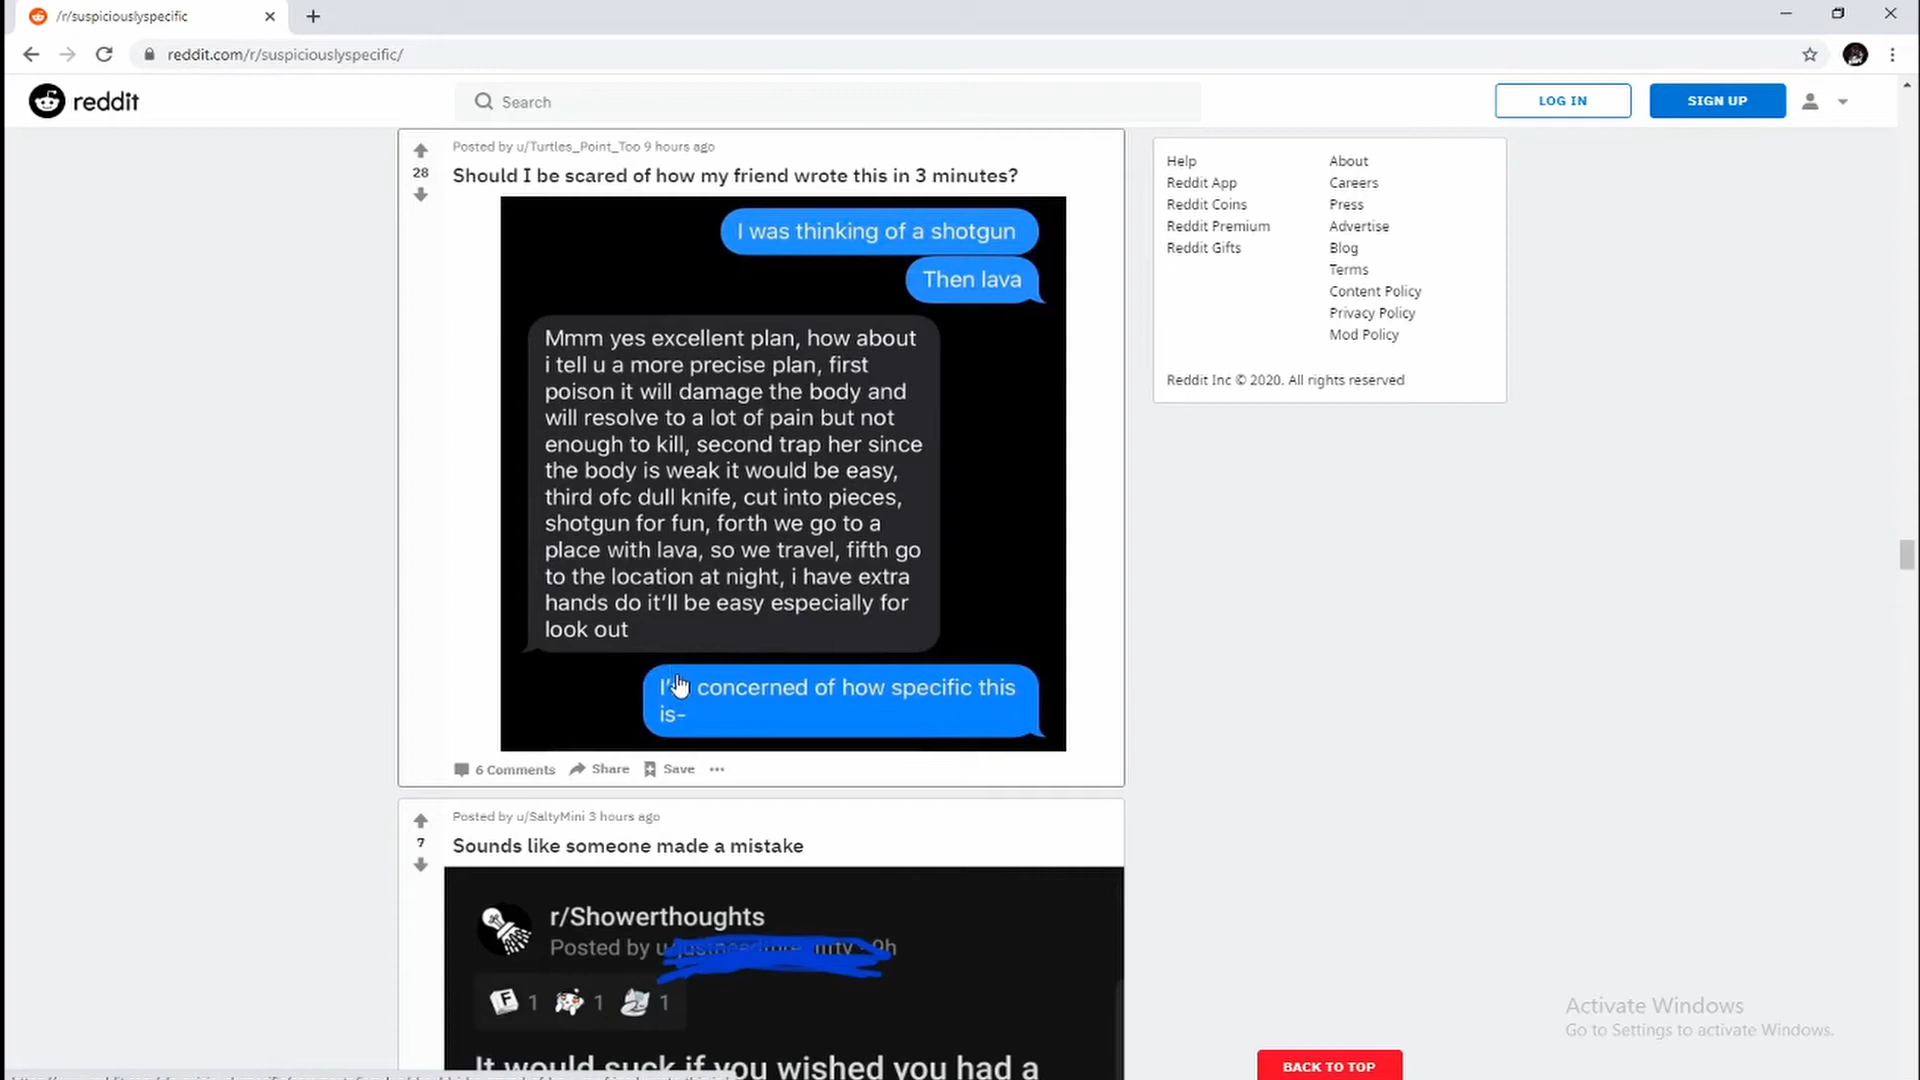 /r/suspiciouslyspecific
reddit.com/r/suspiciouslyspecific/
reddit
Search
LOG IN
SIGN UP
Posted by u/Turtles_Point_Too 9 hours ago
28
Should I be scared of how my friend wrote this in 3 minutes?
I was thinking of a shotgun
Then lava
Mmm yes excellent plan, how about
i tell u a more precise plan, first
poison it will damage the body and
will resolve to a lot of pain but not
enough to kill, second trap her since
the body is weak it would be easy,
third ofc dull knife, cut into pieces,
shotgun for fun, forth we go to a
place with lava, so we travel, fifth go
to the location at night, i have extra
hands do it'll be easy especially for
look out
concerned of how specific this
is-
6 Comments
Share
Save
Help
Reddit App
Reddit Coins
Reddit Premium
Reddit Gifts
About
Careers
Press
Advertise
Blog
Terms
Content Policy
Privacy Policy
Mod Policy
Reddit Inc © 2020. All rights reserved
Posted by u/SaltyMini 3 hours ago
7
Sounds like someone made a mistake
r/Showerthoughts
Posted by
9h
F 1 1 1
It would suck if you wished you had a
Activate Windows
Go to Settings to activate Windows.
BACK TO TOP